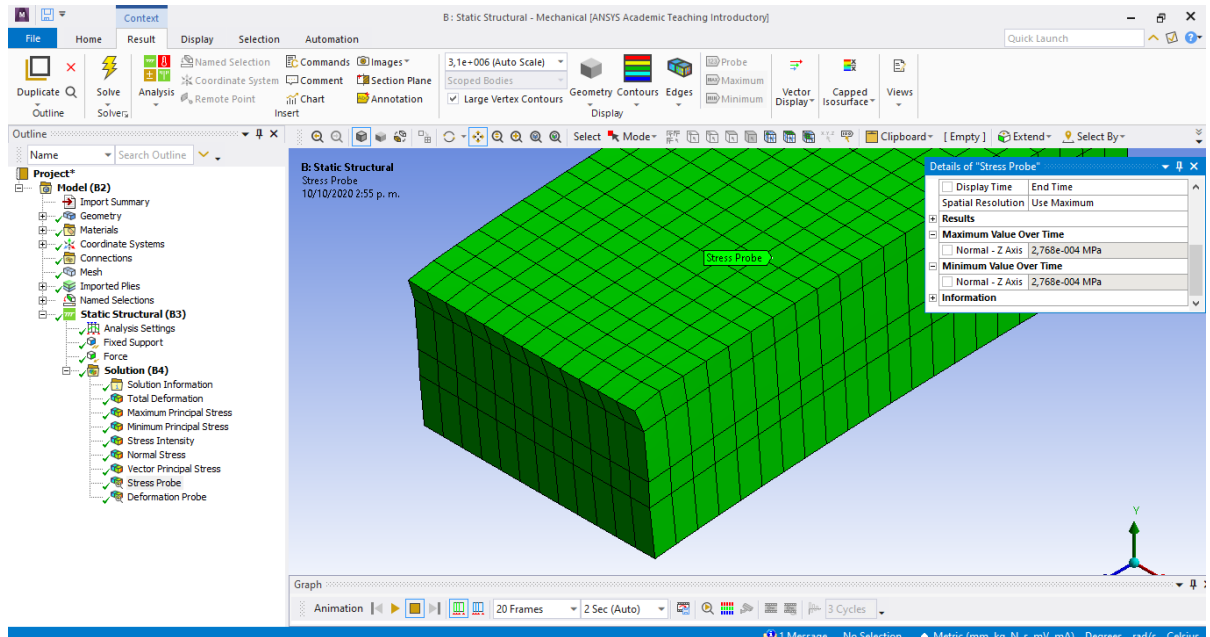 Context
B : Static Structural - Mechanical [ANSYS Academic Teaching Introductory]
File Home Result Display Selection Automation
Quick Launch
Duplicate
Outline
Solve
Solver
Analysis
Named Selection
Coordinate System
Remote Point
Commands
Comment
Chart
Images
Section Plane
Annotation
Insert
3,1e+006 (Auto Scale)
Scoped Bodies
Large Vertex Contours
Geometry
Contours
Edges
Probe
Maximum
Minimum
Display
Vector
Display
Capped
Isosurface
Views
Outline
Name
Search Outline
Select Mode
Clipboard [ Empty ] Extend Select By
Project*
Model (B2)
Import Summary
Geometry
Materials
Coordinate Systems
Connections
Mesh
Imported Plies
Named Selections
Static Structural (B3)
Analysis Settings
Fixed Support
Force
Solution (B4)
Solution Information
Total Deformation
Maximum Principal Stress
Minimum Principal Stress
Stress Intensity
Normal Stress
Vector Principal Stress
Stress Probe
Deformation Probe
B: Static Structural
Stress Probe
10/10/2020 2:55 p. m.
Stress Probe
Details of "Stress Probe"
Display Time End Time
Spatial Resolution Use Maximum
Results
Maximum Value Over Time
Normal - Z Axis 2,768e-004 MPa
Minimum Value Over Time
Normal - Z Axis 2,768e-004 MPa
Information
Y
Graph
Animation 20 Frames 2 Sec (Auto) 3 Cycles
1 Message No Selection Metric (mm, kg, N, s, mV, mA) Degrees rad/s Celsius